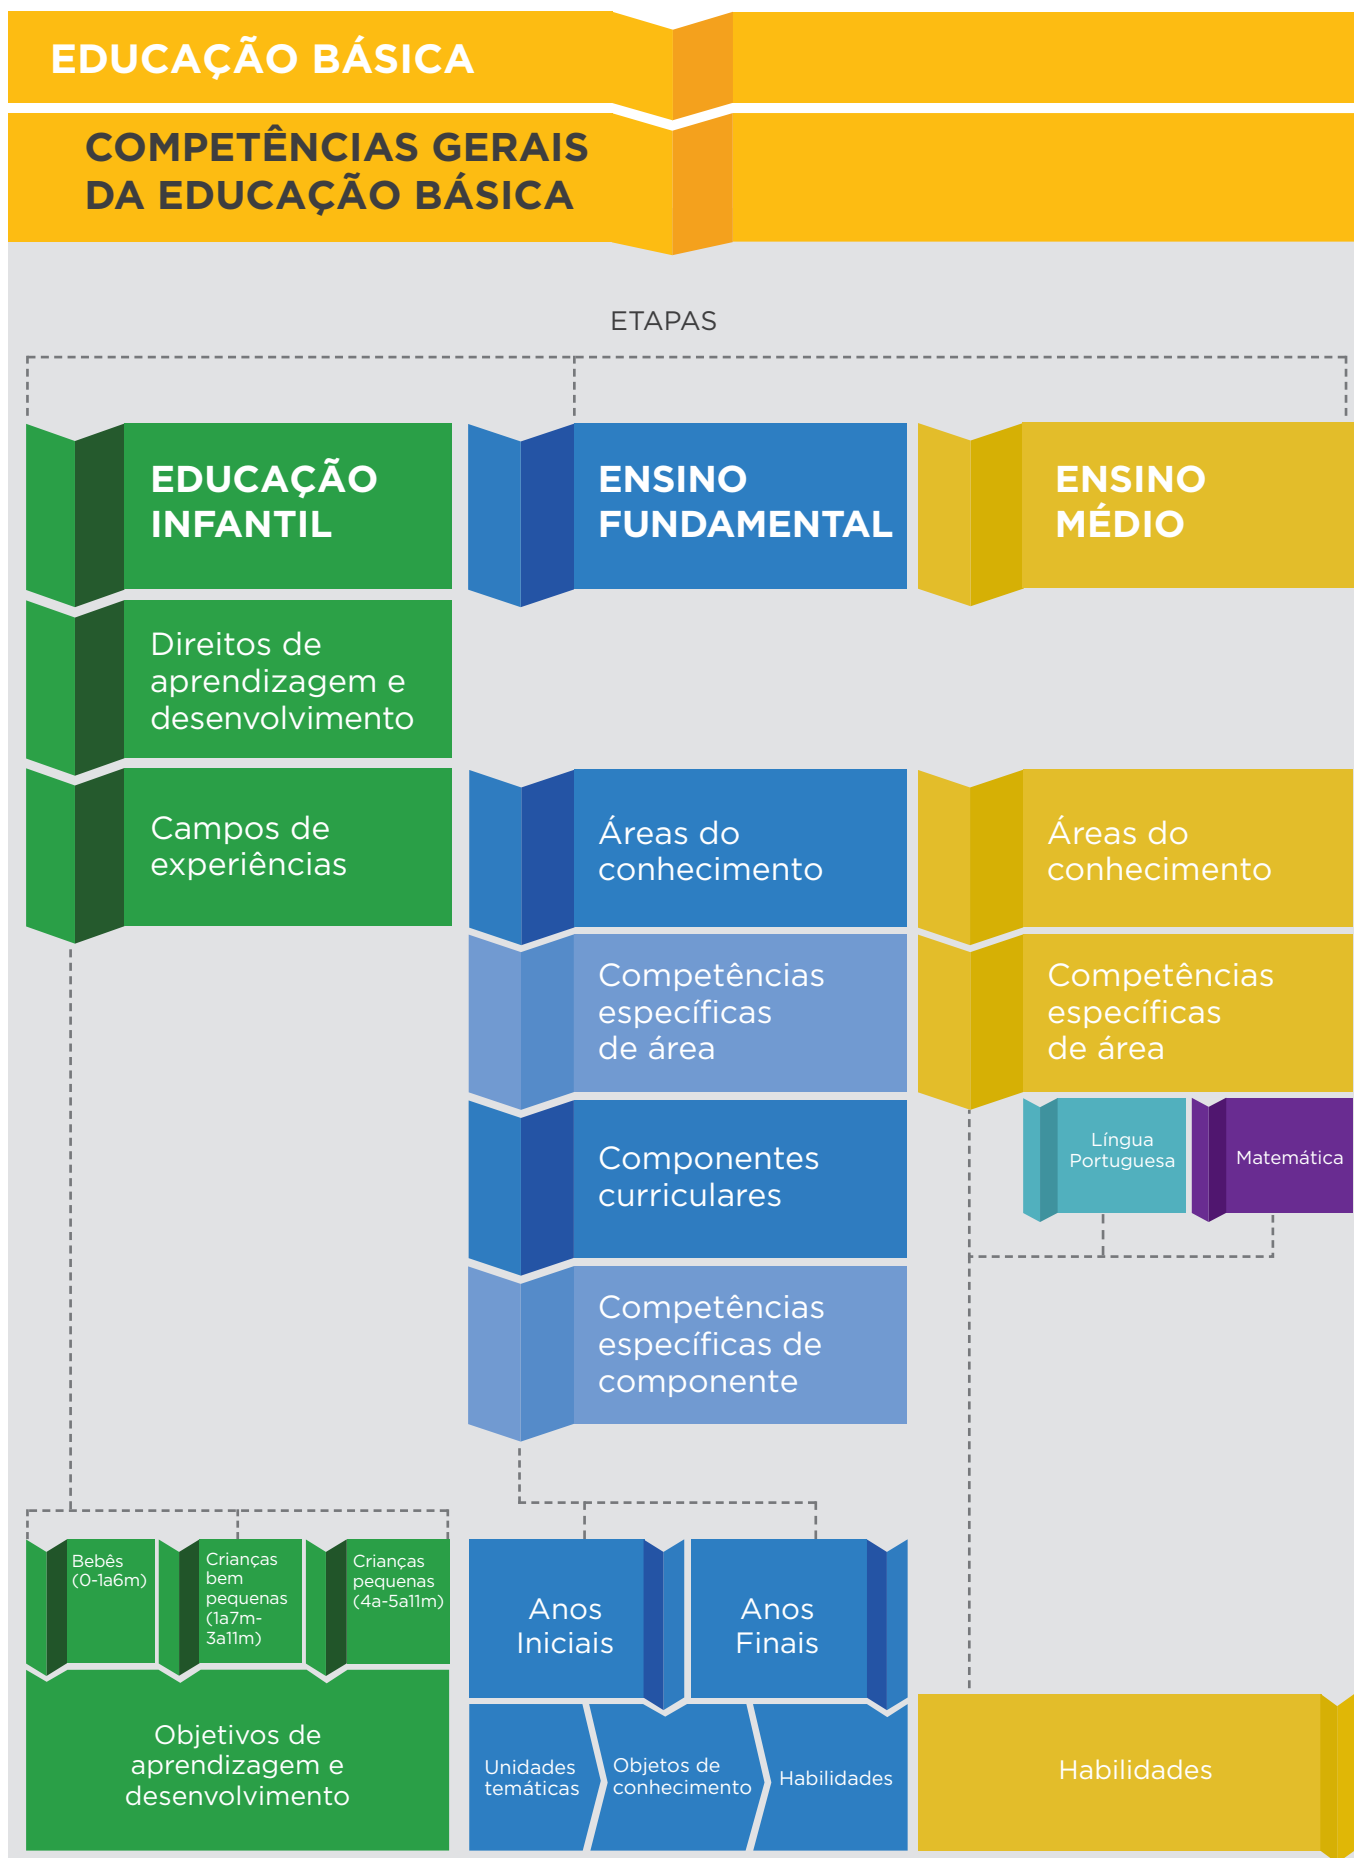 EDUCAÇÃO BÁSICA
COMPETÊNCIAS GERAIS
DA EDUCAÇÃO BÁSICA
ETAPAS
EDUCAÇÃO
INFANTIL
Direitos de
aprendizagem e
desenvolvimento
Campos de
experiências
Bebês
(0-1a6m)
Crianças
bem
pequenas
(1a7m-
3a11m)
Crianças
pequenas
(4a-5a11m)
Objetivos de
aprendizagem e
desenvolvimento
ENSINO
FUNDAMENTAL
Áreas do
conhecimento
Competências
específicas
de área
Componentes
curriculares
Competências
específicas de
componente
Anos
Iniciais
Anos
Finais
Unidades
temáticas
Objetos de
conhecimento
Habilidades
ENSINO
MÉDIO
Áreas do
conhecimento
Competências
específicas
de área
Língua
Portuguesa
Matemática
Habilidades